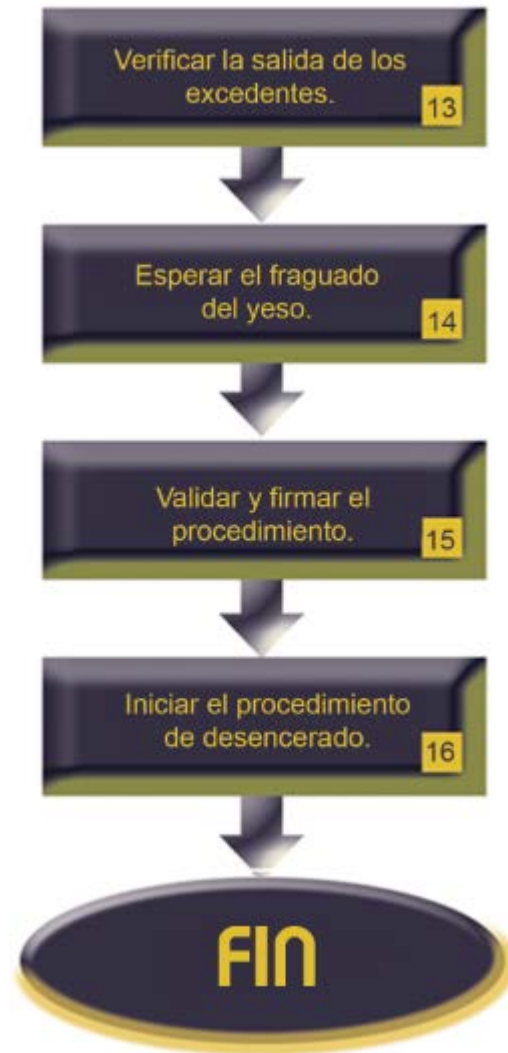 Verificar la salida de los
excedentes.
13
Esperar el fraguado
del yeso.
14
Validar y firmar el
procedimiento.
15
Iniciar el procedimiento
de desencerado.
16
FIN